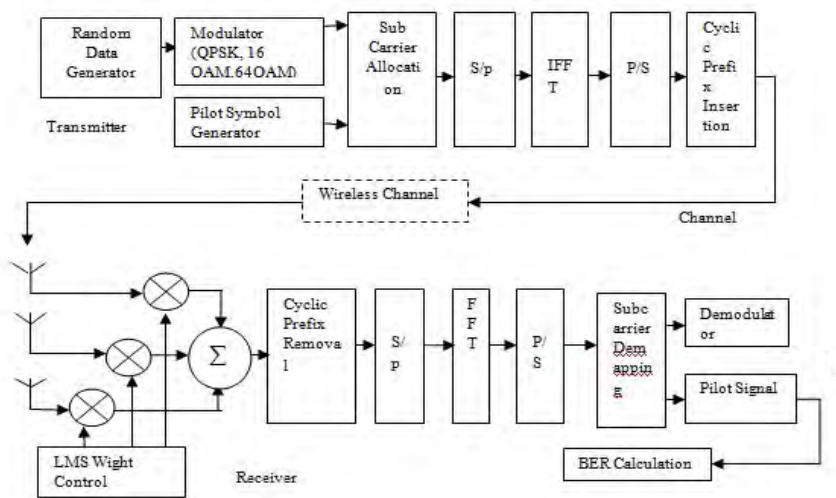 Random
Data
Generator
Modulator
(QPSK, 16
OAM.64OAM)
Pilot Symbol
Generator
Sub
Carrier
Allocati
on
S/p
IFF
T
P/S
Cycli
c
Prefi
x
Insert
ion
Transmitter
Wireless Channel
Channel
Σ
Cyclic
Prefix
Remova
l
S/
p
F
F
T
P/
S
Subc
arrier
Dem
appin
g
Demodulat
or
Pilot Signal
BER Calculation
LMS Wight
Control
Receiver